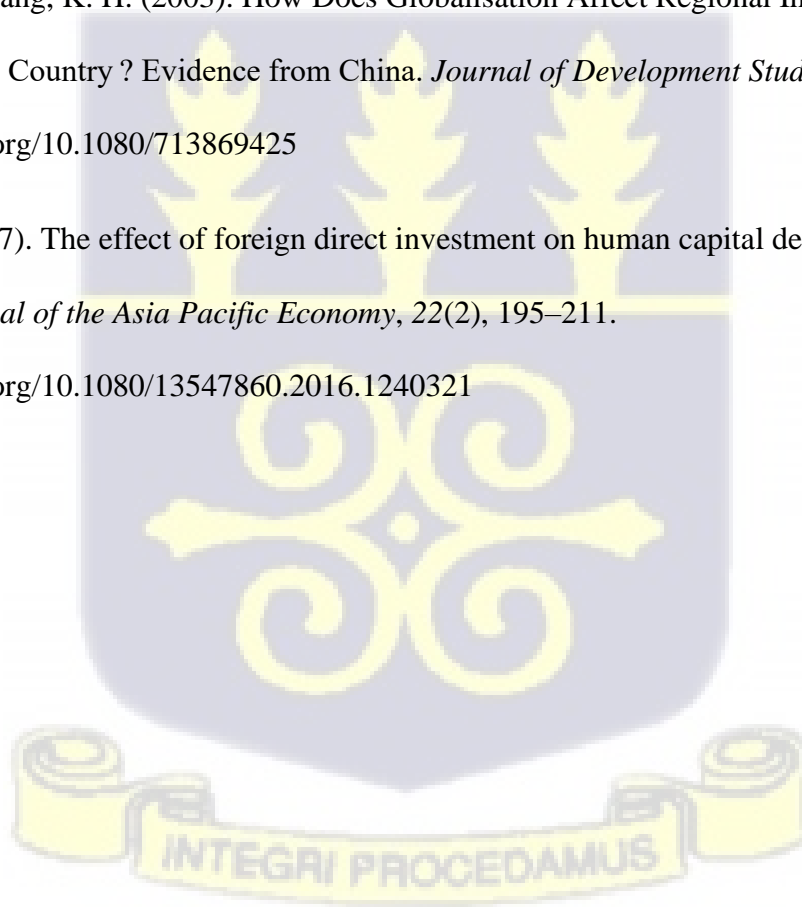 ang, K. H. (2003). How Does Globalisation Affect Regional In
Country ? Evidence from China. Journal of Development Stud
org/10.1080/713869425
7). The effect of foreign direct investment on human capital de
al of the Asia Pacific Economy, 22(2), 195–211.
org/10.1080/13547860.2016.1240321
INTEGRI PROCEDAMUS